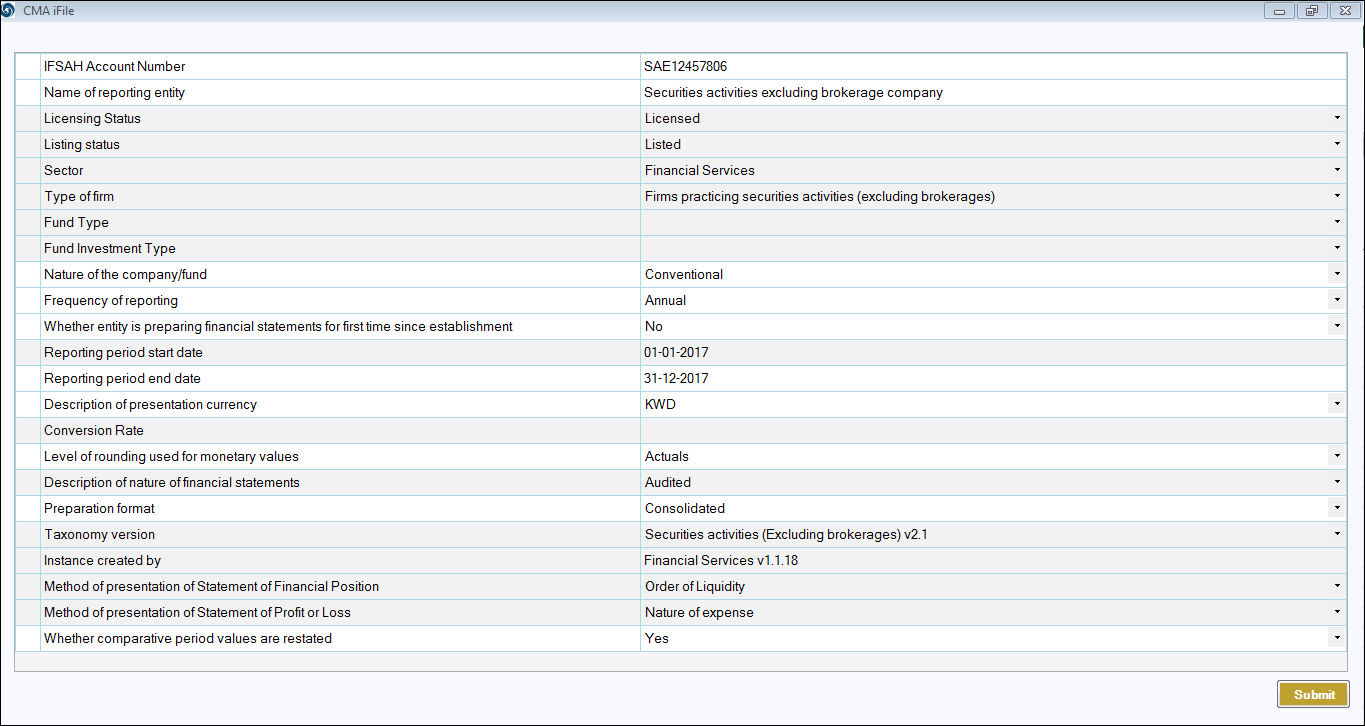 CMA iFile
IFSAH Account Number SAE12457806
Name of reporting entity Securities activities excluding brokerage company
Licensing Status Licensed
Listing status Listed
Sector Financial Services
Type of firm Firms practicing securities activities (excluding brokerages)
Fund Type
Fund Investment Type
Nature of the company/fund Conventional
Frequency of reporting Annual
Whether entity is preparing financial statements for first time since establishment No
Reporting period start date 01-01-2017
Reporting period end date 31-12-2017
Description of presentation currency KWD
Conversion Rate
Level of rounding used for monetary values Actuals
Description of nature of financial statements Audited
Preparation format Consolidated
Taxonomy version Securities activities (Excluding brokerages) v2.1
Instance created by Financial Services v1.1.18
Method of presentation of Statement of Financial Position Order of Liquidity
Method of presentation of Statement of Profit or Loss Nature of expense
Whether comparative period values are restated Yes
Submit